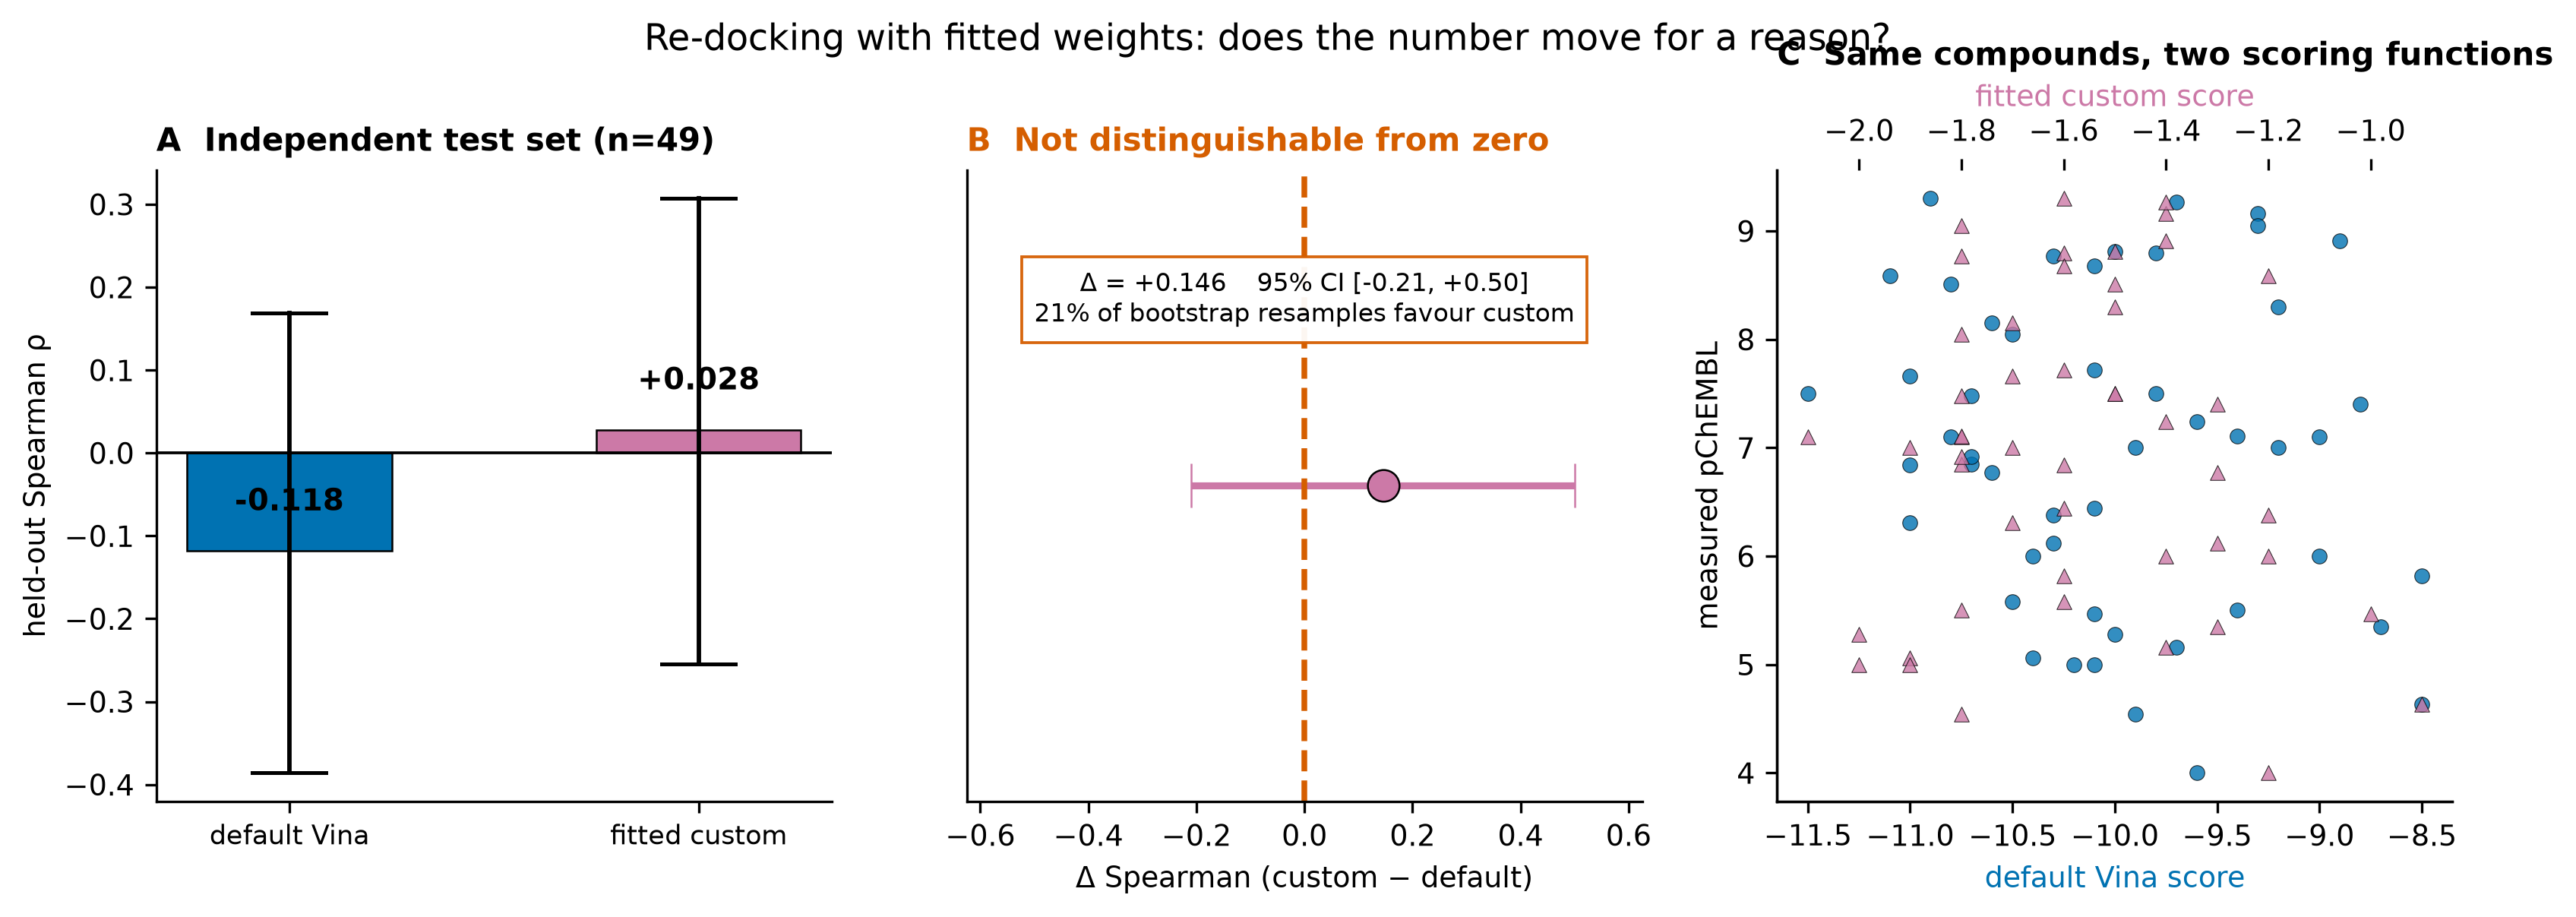 Re-docking with fitted weights: does the number move for a reason?
A Independent test set (n=49)
held-out Spearman ρ
0.3
0.2
0.1
0.0
−0.1
−0.2
−0.3
−0.4
-0.118
+0.028
default Vina
fitted custom
B Not distinguishable from zero
Δ = +0.146 95% CI [-0.21, +0.50]
21% of bootstrap resamples favour custom
−0.6 −0.4 −0.2 0.0 0.2 0.4 0.6
Δ Spearman (custom − default)
C Same compounds, two scoring functions
fitted custom score
−2.0 −1.8 −1.6 −1.4 −1.2 −1.0
measured pChEMBL
9
8
7
6
5
4
−11.5 −11.0 −10.5 −10.0 −9.5 −9.0 −8.5
default Vina score